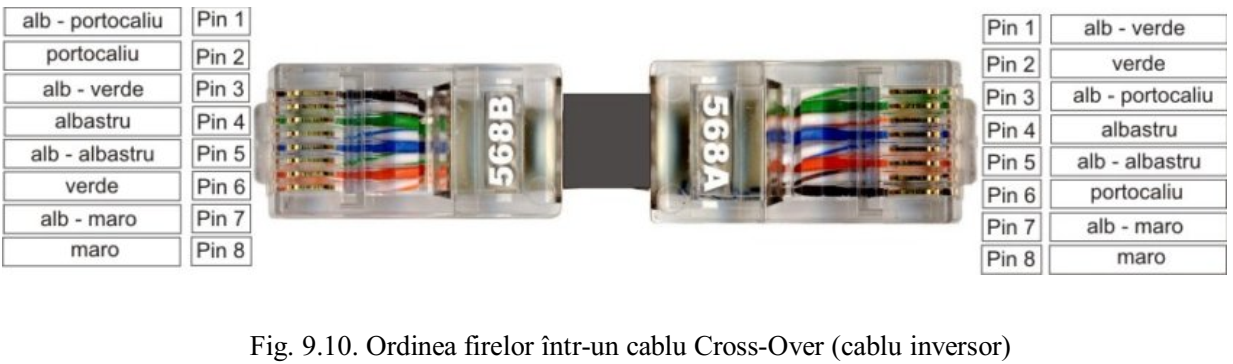 alb - portocaliu Pin 1
portocaliu Pin 2
alb - verde Pin 3
albastru Pin 4
alb - albastru Pin 5
verde Pin 6
alb - maro Pin 7
maro Pin 8
568B
568A
Pin 1 alb - verde
Pin 2 verde
Pin 3 alb - portocaliu
Pin 4 albastru
Pin 5 alb - albastru
Pin 6 portocaliu
Pin 7 alb - maro
Pin 8 maro
Fig. 9.10. Ordinea firelor într-un cablu Cross-Over (cablu inversor)